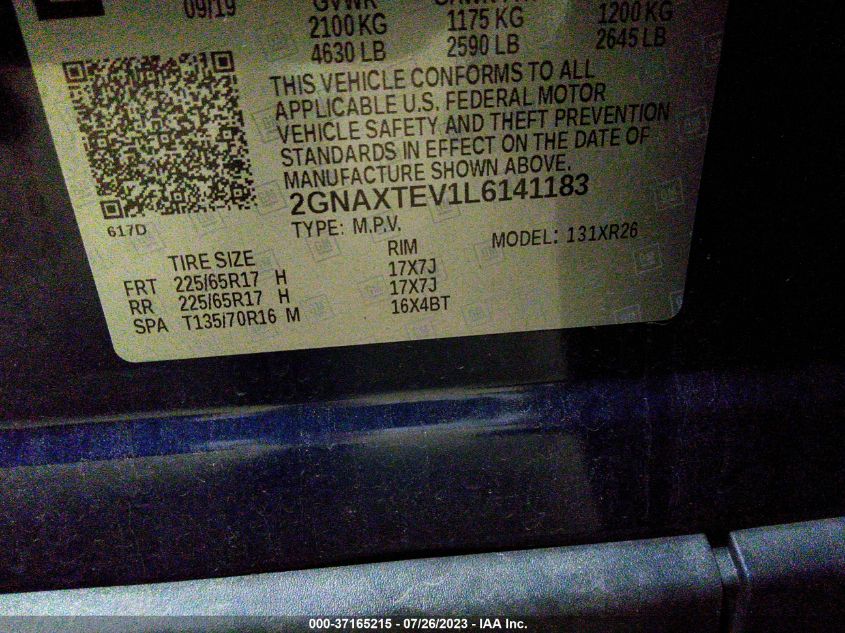 09/19 GVWR
2100 KG 1175 KG 1200 KG
4630 LB 2590 LB 2645 LB
THIS VEHICLE CONFORMS TO ALL
APPLICABLE U.S. FEDERAL MOTOR
VEHICLE SAFETY AND THEFT PREVENTION
STANDARDS IN EFFECT ON THE DATE OF
MANUFACTURE SHOWN ABOVE.
2GNAXTEV1L6141183
617D
TYPE: M.P.V. MODEL: 131XR26
TIRE SIZE RIM
FRT 225/65R17 H 17X7J
RR 225/65R17 H 17X7J
SPA T135/70R16 M 16X4BT
000-37165215 - 07/26/2023 - IAA Inc.